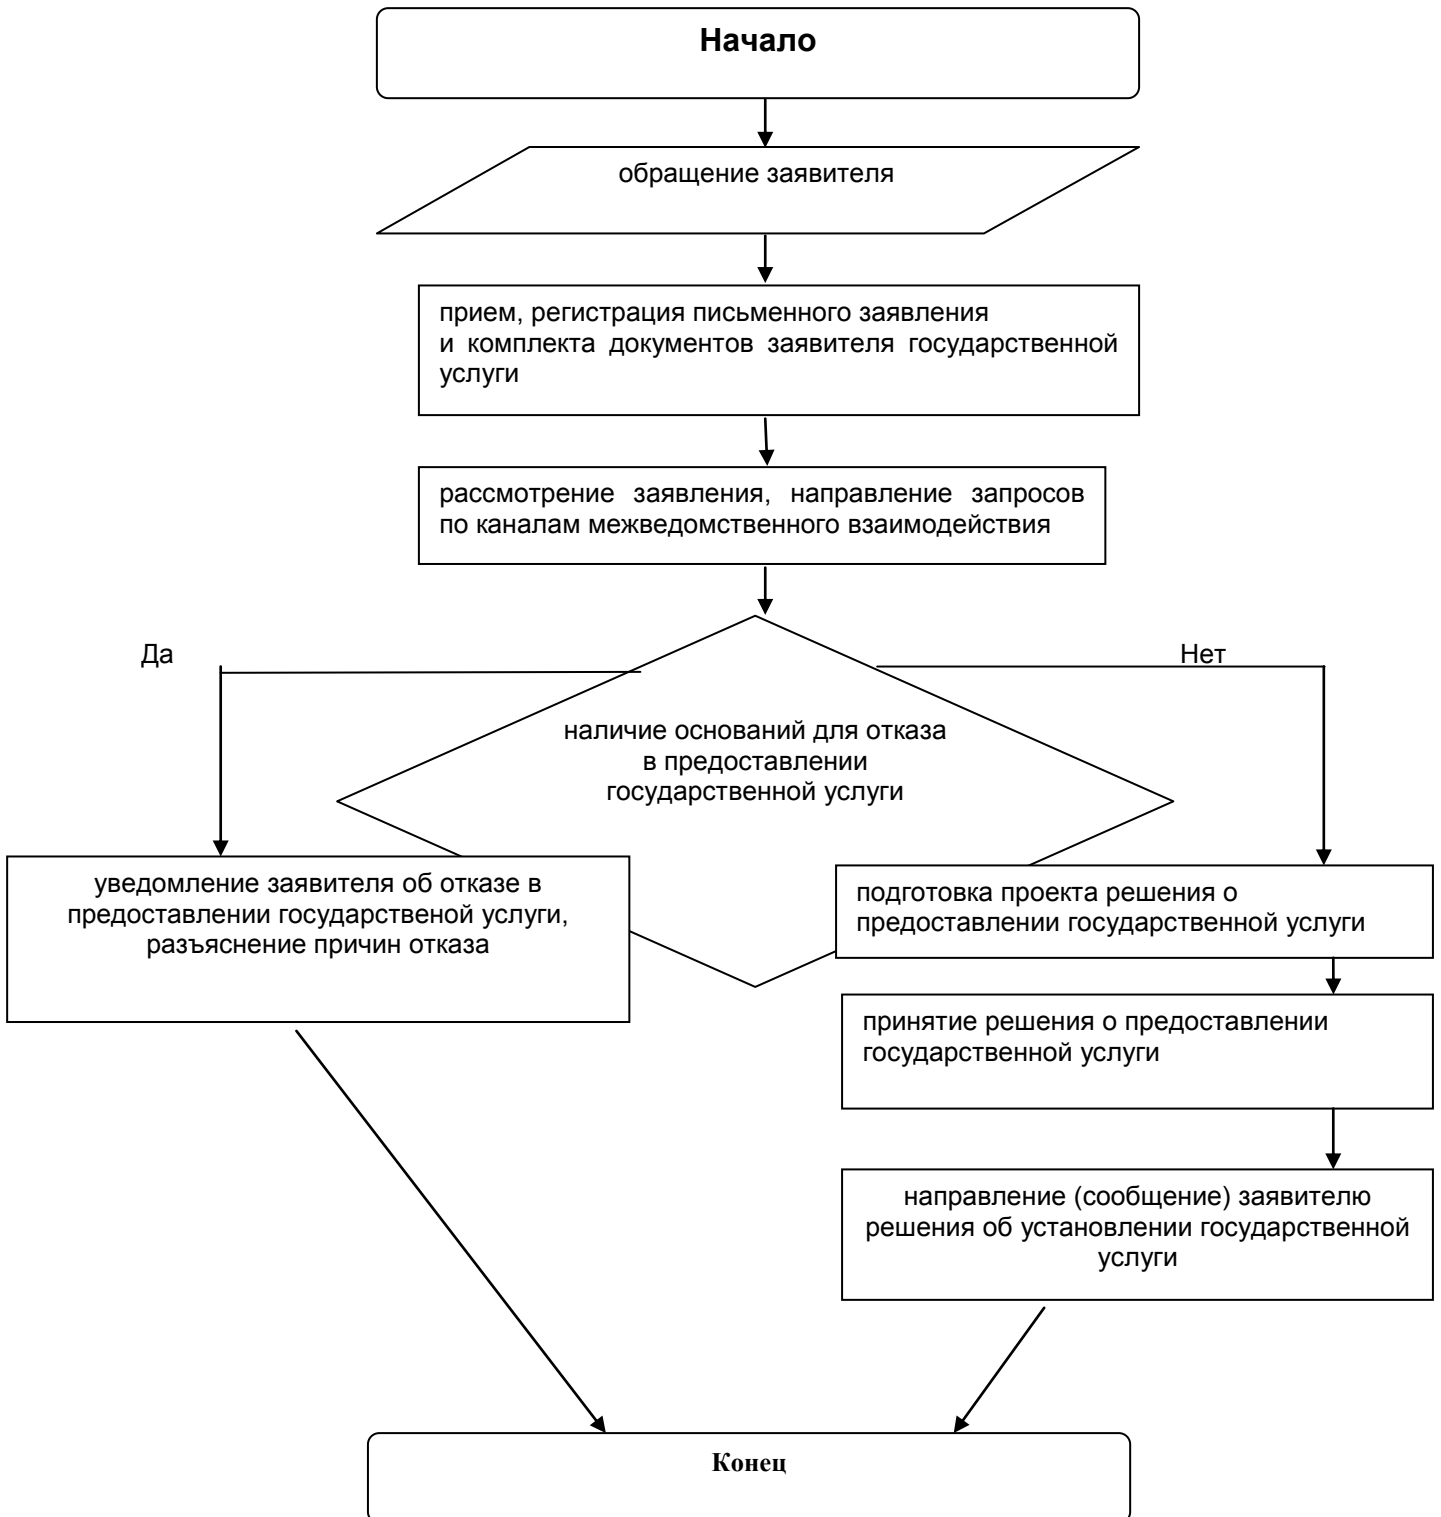 Начало
обращение заявителя
прием, регистрация письменного заявления
и комплекта документов заявителя государственной
услуги
рассмотрение заявления, направление запросов
по каналам межведомственного взаимодействия
Да
Нет
наличие оснований для отказа
в предоставлении
государственной услуги
уведомление заявителя об отказе в
предоставлении государственой услуги,
разъяснение причин отказа
подготовка проекта решения о
предоставлении государственной услуги
принятие решения о предоставлении
государственной услуги
направление (сообщение) заявителю
решения об установлении государственной
услуги
Конец